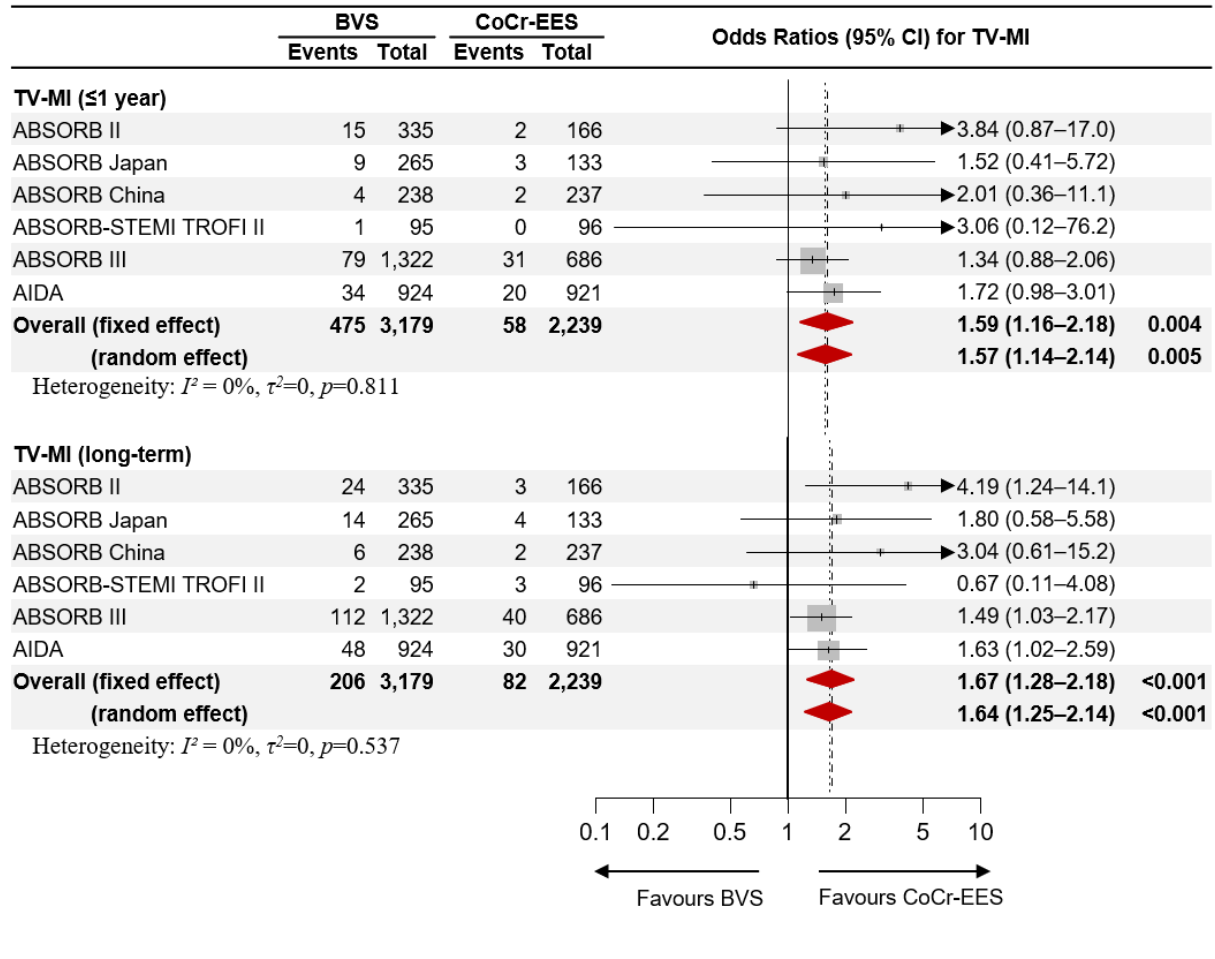 BVS CoCr-EES Odds Ratios (95% CI) for TV-MI
Events Total Events Total
TV-MI (≤1 year)
ABSORB II 15 335 2 166 3.84 (0.87–17.0)
ABSORB Japan 9 265 3 133 1.52 (0.41–5.72)
ABSORB China 4 238 2 237 2.01 (0.36–11.1)
ABSORB-STEMI TROFI II 1 95 0 96 3.06 (0.12–76.2)
ABSORB III 79 1,322 31 686 1.34 (0.88–2.06)
AIDA 34 924 20 921 1.72 (0.98–3.01)
Overall (fixed effect) 475 3,179 58 2,239 1.59 (1.16–2.18) 0.004
(random effect) 1.57 (1.14–2.14) 0.005
Heterogeneity: I² = 0%, τ²=0, p=0.811
TV-MI (long-term)
ABSORB II 24 335 3 166 4.19 (1.24–14.1)
ABSORB Japan 14 265 4 133 1.80 (0.58–5.58)
ABSORB China 6 238 2 237 3.04 (0.61–15.2)
ABSORB-STEMI TROFI II 2 95 3 96 0.67 (0.11–4.08)
ABSORB III 112 1,322 40 686 1.49 (1.03–2.17)
AIDA 48 924 30 921 1.63 (1.02–2.59)
Overall (fixed effect) 206 3,179 82 2,239 1.67 (1.28–2.18) <0.001
(random effect) 1.64 (1.25–2.14) <0.001
Heterogeneity: I² = 0%, τ²=0, p=0.537
0.1 0.2 0.5 1 2 5 10
Favours BVS Favours CoCr-EES